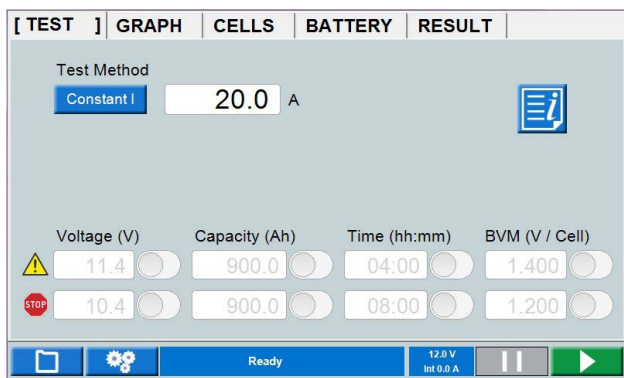 [ TEST ] GRAPH CELLS BATTERY RESULT
Test Method
Constant I 20.0 A
i
Voltage (V) Capacity (Ah) Time (hh:mm) BVM (V / Cell)
11.4 900.0 04:00 1.400
STOP 10.4 900.0 08:00 1.200
Ready 12.0 V
Int 0.0 A